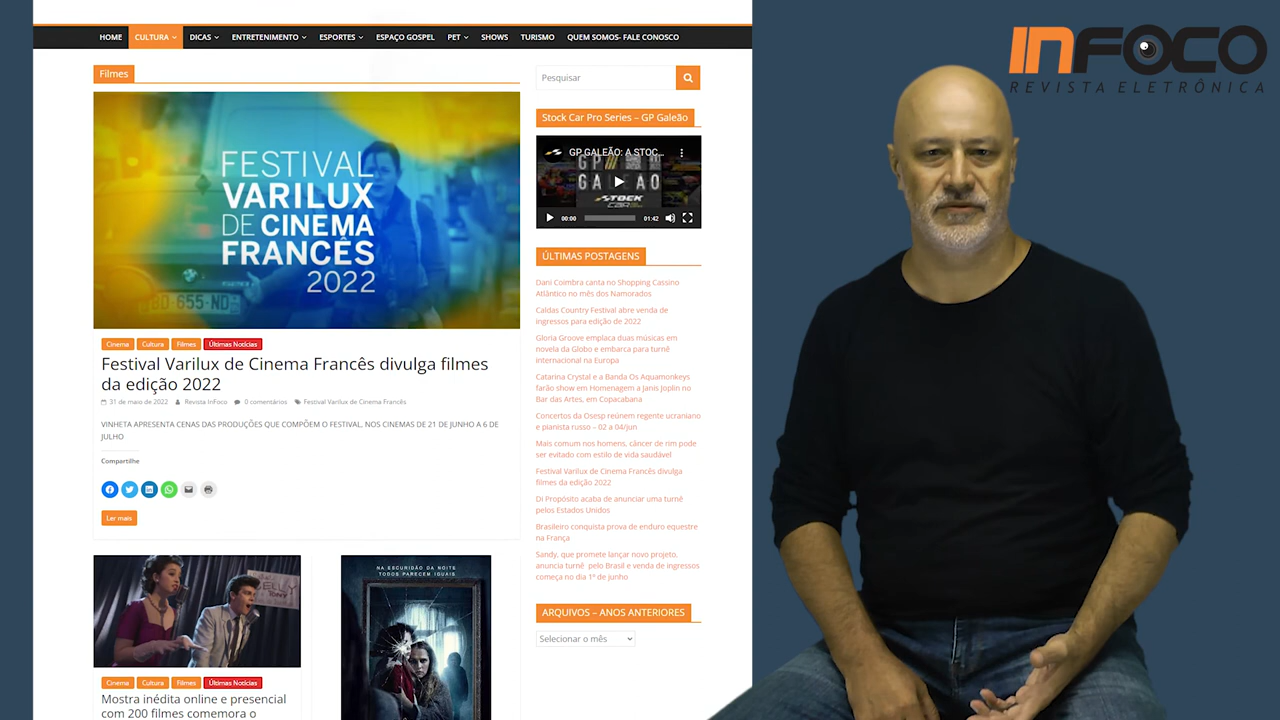 HOME CULTURA DICAS ENTRETENIMENTO ESPORTES ESPAÇO GOSPEL PET SHOWS TURISMO QUEM SOMOS- FALE CONOSCO
INFOCO
REVISTA ELETRÔNICA
Filmes
FESTIVAL
VARILUX
DE CINEMA
FRANCÊS
2022
Cinema Cultura Filmes Últimas Notícias
Festival Varilux de Cinema Francês divulga filmes
da edição 2022
31 de maio de 2022 Revista InFoco 0 comentários Festival Varilux de Cinema Francês
VINHETA APRESENTA CENAS DAS PRODUÇÕES QUE COMPÕEM O FESTIVAL, NOS CINEMAS DE 21 DE JUNHO A 6 DE
JULHO
Compartilhe
Ler mais
Cinema Cultura Filmes Últimas Notícias
Mostra inédita online e presencial
com 200 filmes comemora o
NA ESCURIDÃO DA NOITE
TODOS PARECEM IGUAIS
Pesquisar
Stock Car Pro Series – GP Galeão
GP GALEÃO: A STOC...
GP
GALEÃO
STOCK
CAR
00:00 01:42
ÚLTIMAS POSTAGENS
Dani Coimbra canta no Shopping Cassino
Atlântico no mês dos Namorados
Caldas Country Festival abre venda de
ingressos para edição de 2022
Gloria Groove emplaca duas músicas em
novela da Globo e embarca para turnê
internacional na Europa
Catarina Crystal e a Banda Os Aquamonkeys
farão show em Homenagem a Janis Joplin no
Bar das Artes, em Copacabana
Concertos da Osesp reúnem regente ucraniano
e pianista russo – 02 a 04/jun
Mais comum nos homens, câncer de rim pode
ser evitado com estilo de vida saudável
Festival Varilux de Cinema Francês divulga
filmes da edição 2022
Di Propósito acaba de anunciar uma turnê
pelos Estados Unidos
Brasileiro conquista prova de enduro equestre
na França
Sandy, que promete lançar novo projeto,
anuncia turnê pelo Brasil e venda de ingressos
começa no dia 1º de junho
ARQUIVOS – ANOS ANTERIORES
Selecionar o mês